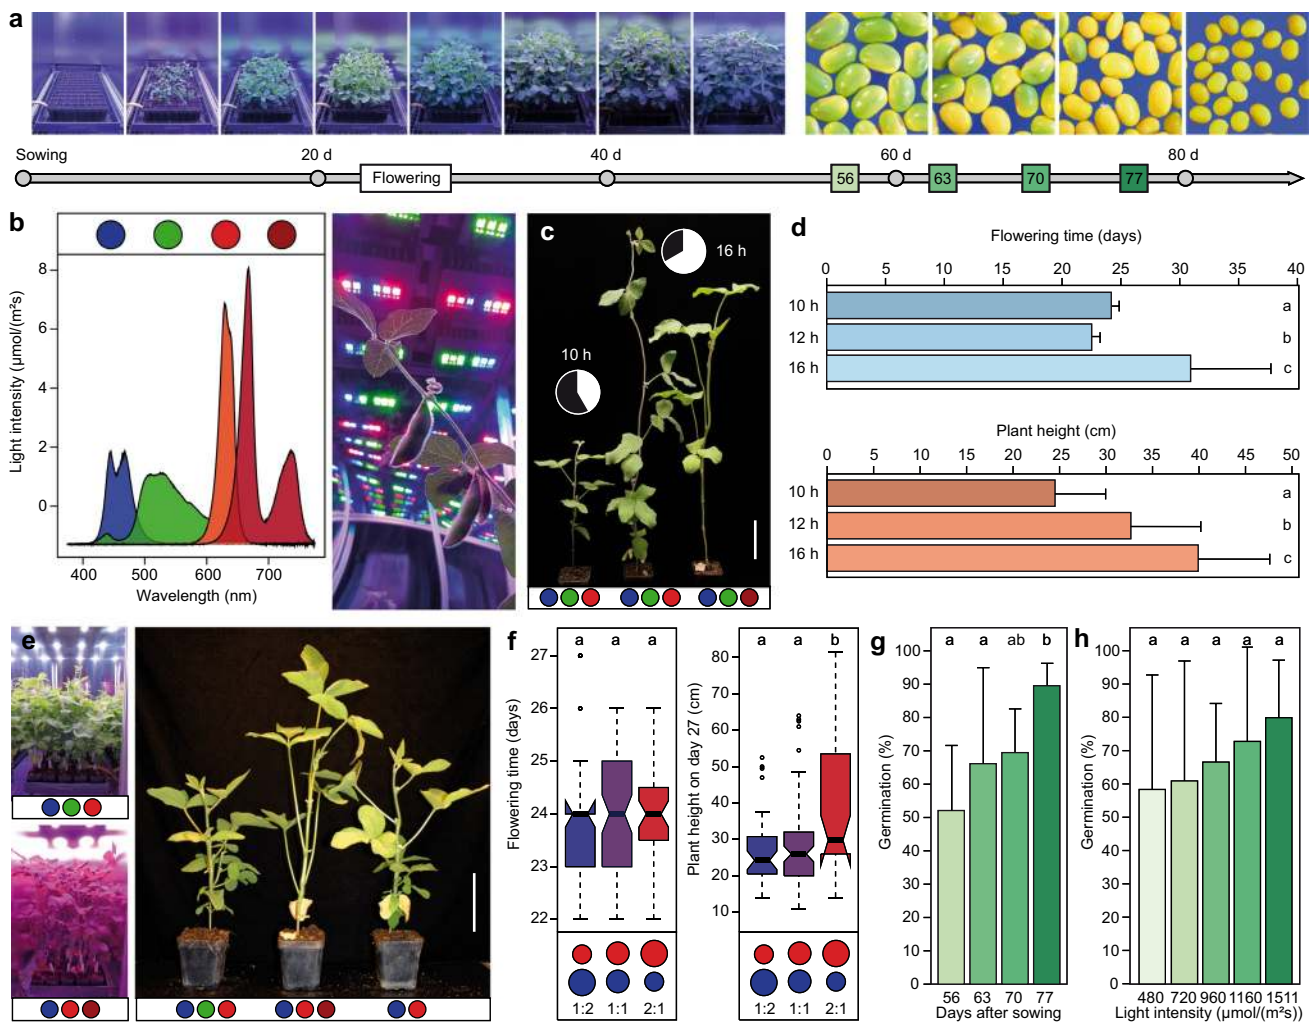 a
Sowing
20 d
40 d
60 d
80 d
Flowering
56
63
70
77
b
Light intensity (μmol/(m²s)
8
6
4
2
0
400 500 600 700
Wavelength (nm)
c
16 h
10 h
d
Flowering time (days)
0 5 10 15 20 25 30 35 40
10 h a
12 h b
16 h c
Plant height (cm)
0 5 10 15 20 25 30 35 40 45 50
10 h a
12 h b
16 h c
e
f
Flowering time (days)
a a a
27
26
25
24
23
22
1:2 1:1 2:1
Plant height on day 27 (cm)
a a b
80
70
60
50
40
30
20
10
1:2 1:1 2:1
g
Germination (%)
a a ab b
100
90
80
70
60
50
40
30
20
10
0
56 63 70 77
Days after sowing
h
Germination (%)
a a a a a
100
90
80
70
60
50
40
30
20
10
0
480 720 960 1160 1511
Light intensity (μmol/(m²s))